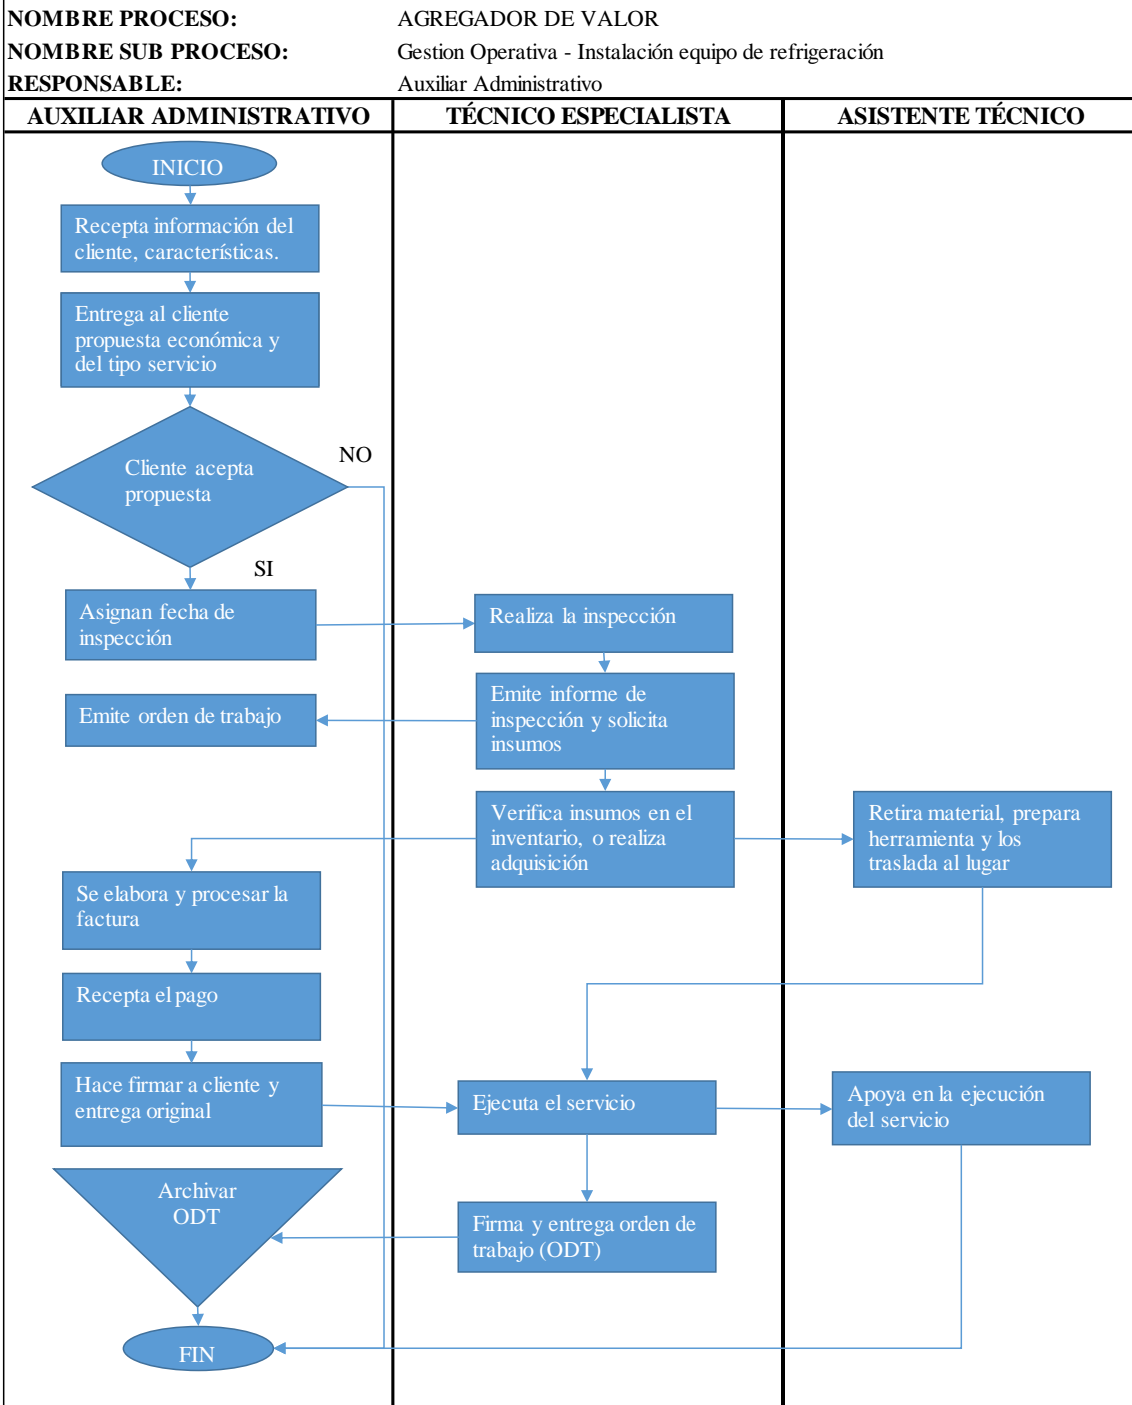 NOMBRE PROCESO: AGREGADOR DE VALOR
NOMBRE SUB PROCESO: Gestion Operativa - Instalación equipo de refrigeración
RESPONSABLE: Auxiliar Administrativo
AUXILIAR ADMINISTRATIVO TÉCNICO ESPECIALISTA ASISTENTE TÉCNICO
INICIO
Recepta información del
cliente, características.
Entrega al cliente
propuesta económica y
del tipo servicio
Cliente acepta
propuesta
NO
SI
Asignan fecha de
inspección
Realiza la inspección
Emite informe de
inspección y solicita
insumos
Emite orden de trabajo
Verifica insumos en el
inventario, o realiza
adquisición
Retira material, prepara
herramienta y los
traslada al lugar
Se elabora y procesar la
factura
Recepta el pago
Hace firmar a cliente y
entrega original
Ejecuta el servicio
Apoya en la ejecución
del servicio
Archivar
ODT
Firma y entrega orden de
trabajo (ODT)
FIN